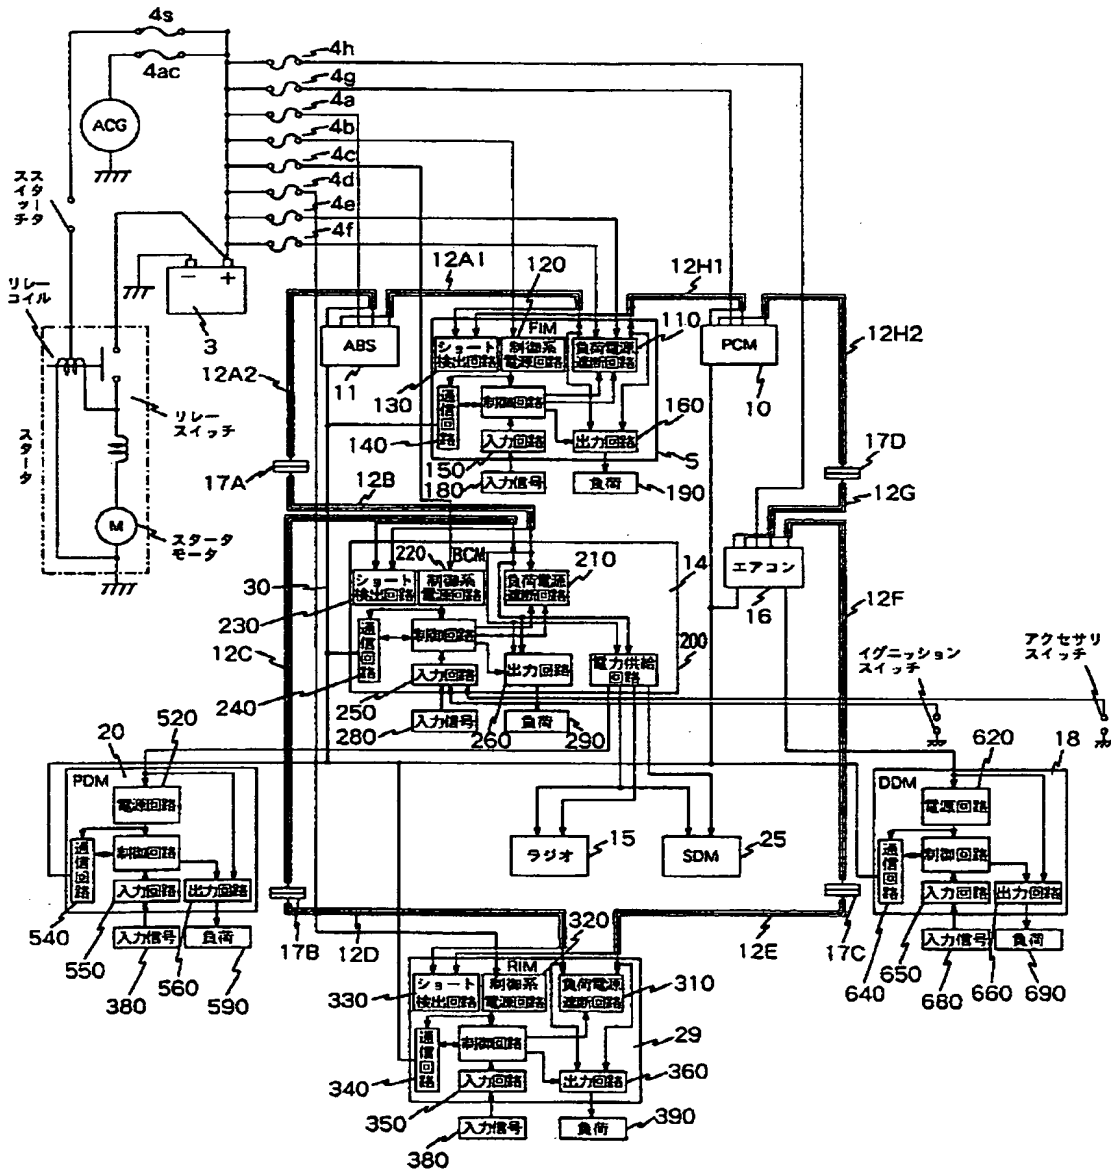 4s
4ac
ACG
4h
4g
4a
4b
4c
4d
4e
4f
スタータ
スイッチ
−
+
3
リレー
コイル
リレー
スイッチ
スタータ
M
スタータ
モータ
12A1
120
12H1
FIM
110
ABS
ショート
検出回路
制御系
電源回路
負荷電源
遮断回路
PCM
12H2
12A2
11
130
通信回路
制御回路
160
10
140
入力回路
出力回路
150
S
17A
12B
180
入力信号
負荷
190
17D
12G
220
BCM
210
14
30
ショート
検出回路
制御系
電源回路
負荷電源
遮断回路
エアコン
16
12F
230
通信回路
制御回路
200
12C
出力回路
電力供給
回路
イグニッション
スイッチ
アクセサリ
スイッチ
240
250
入力回路
280
入力信号
260
負荷
290
20
520
620
18
PDM
電源回路
DDM
電源回路
通信回路
制御回路
ラジオ
15
SDM
25
通信回路
制御回路
入力回路
出力回路
入力回路
出力回路
540
550
入力信号
負荷
17B
12D
320
12E
17C
650
入力信号
負荷
380
560
590
640
680
660
690
RIM
330
ショート
検出回路
制御系
電源回路
負荷電源
遮断回路
310
通信回路
制御回路
29
340
入力回路
出力回路
360
350
入力信号
負荷
390
380